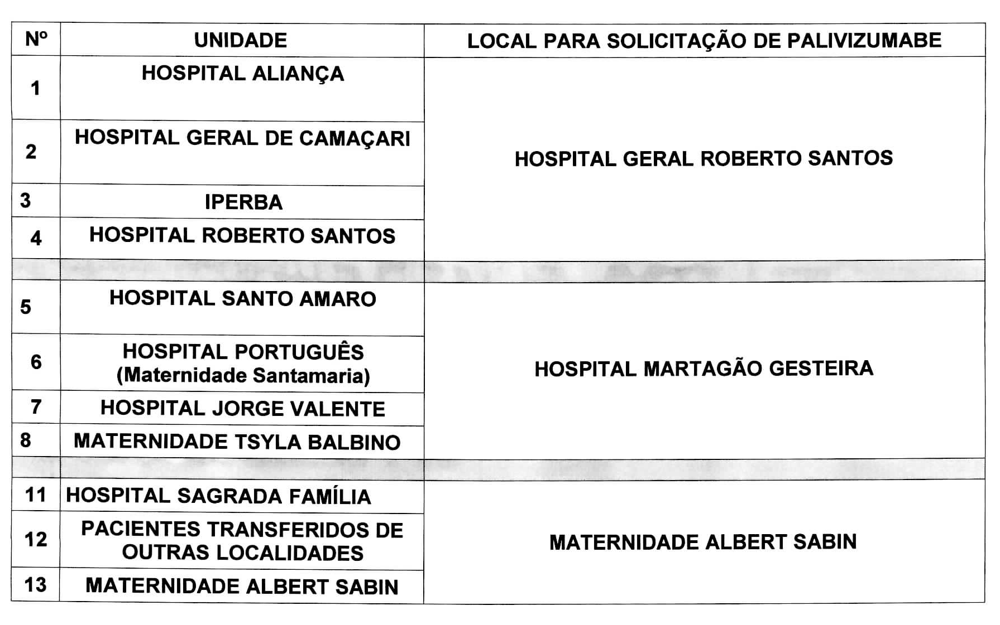 Nº UNIDADE LOCAL PARA SOLICITAÇÃO DE PALIVIZUMABE
1 HOSPITAL ALIANÇA
2 HOSPITAL GERAL DE CAMAÇARI
HOSPITAL GERAL ROBERTO SANTOS
3 IPERBA
4 HOSPITAL ROBERTO SANTOS
5 HOSPITAL SANTO AMARO
6 HOSPITAL PORTUGUÊS
(Maternidade Santamaria)
HOSPITAL MARTAGÃO GESTEIRA
7 HOSPITAL JORGE VALENTE
8 MATERNIDADE TSYLA BALBINO
11 HOSPITAL SAGRADA FAMÍLIA
12 PACIENTES TRANSFERIDOS DE
OUTRAS LOCALIDADES
MATERNIDADE ALBERT SABIN
13 MATERNIDADE ALBERT SABIN